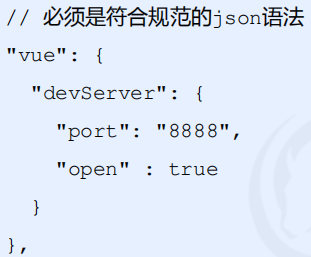 // 必须是符合规范的json语法
"vue": {
  "devServer": {
    "port": "8888",
    "open" : true
  }
},